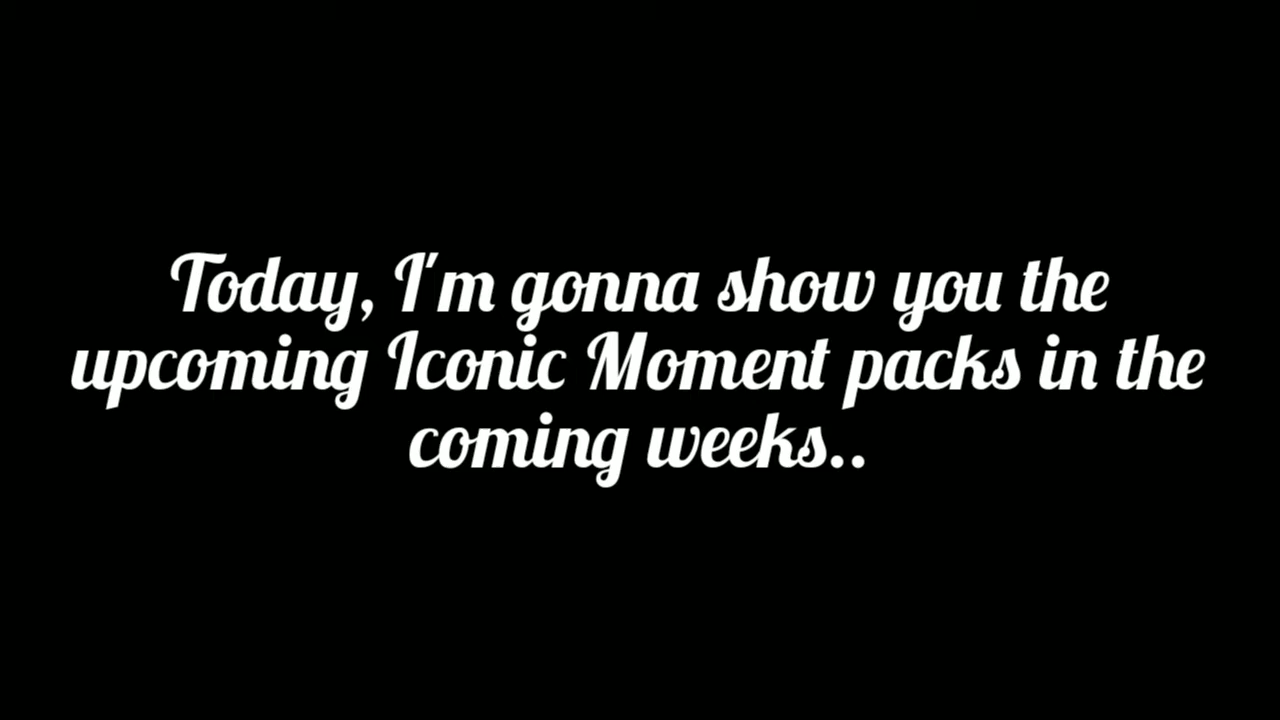 Today, I'm gonna show you the
upcoming Iconic Moment packs in the
coming weeks..